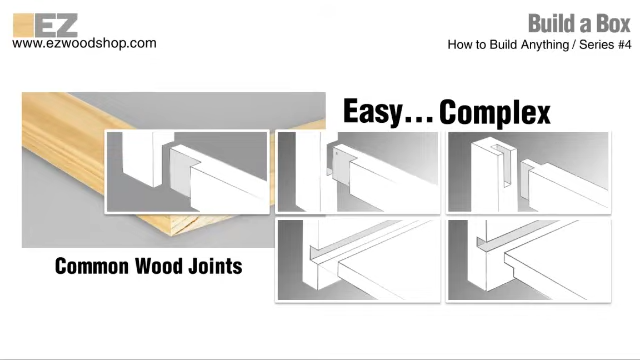 EZ
www.ezwoodshop.com
Build a Box
How to Build Anything / Series #4
Easy... Complex
Common Wood Joints